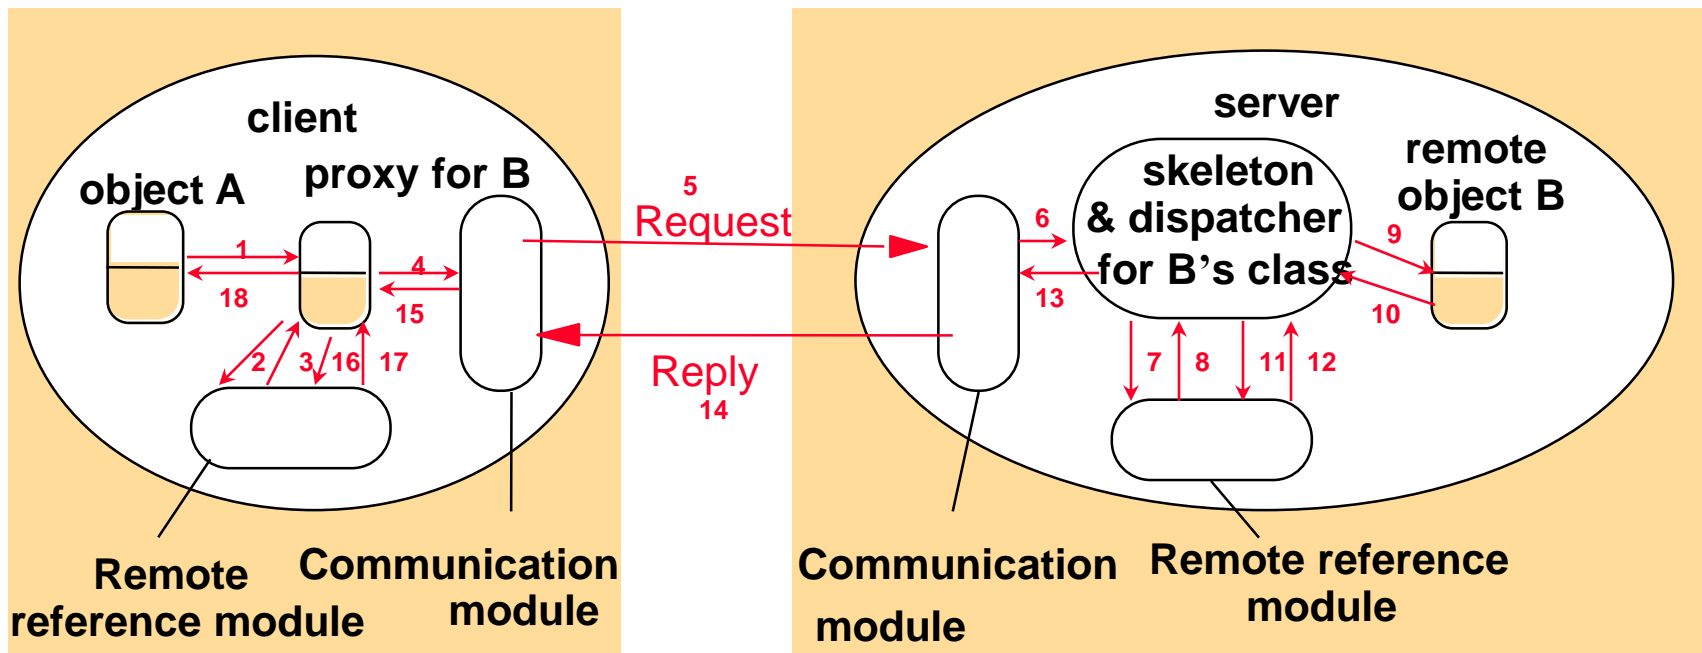 client
proxy for B
object A
1
18
4
15
2
3
16
17
Remote
reference module
Communication
module
5
Request
Reply
14
server
skeleton
& dispatcher
for B’s class
remote
object B
6
13
9
10
7
8
11
12
Communication
module
Remote reference
module